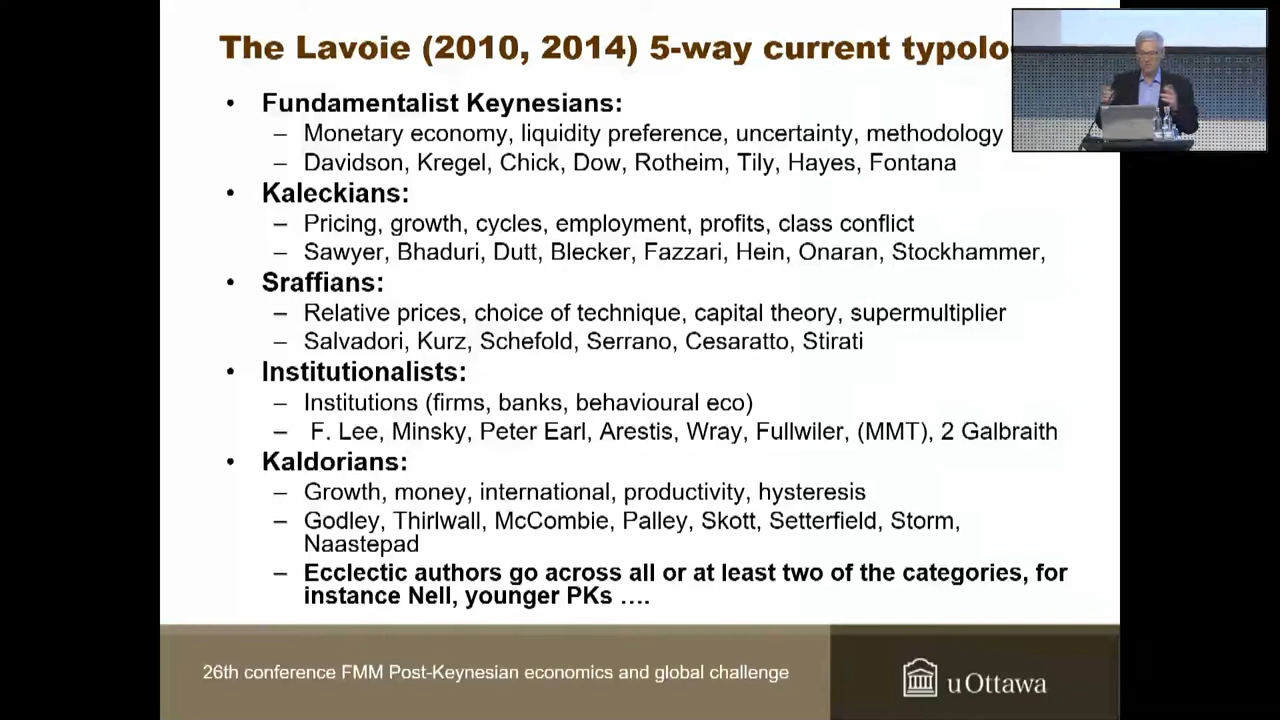 The Lavoie (2010, 2014) 5-way current typolo
• Fundamentalist Keynesians:
– Monetary economy, liquidity preference, uncertainty, methodology
– Davidson, Kregel, Chick, Dow, Rotheim, Tily, Hayes, Fontana
• Kaleckians:
– Pricing, growth, cycles, employment, profits, class conflict
– Sawyer, Bhaduri, Dutt, Blecker, Fazzari, Hein, Onaran, Stockhammer,
• Sraffians:
– Relative prices, choice of technique, capital theory, supermultiplier
– Salvadori, Kurz, Schefold, Serrano, Cesaratto, Stirati
• Institutionalists:
– Institutions (firms, banks, behavioural eco)
– F. Lee, Minsky, Peter Earl, Arestis, Wray, Fullwiler, (MMT), 2 Galbraith
• Kaldorians:
– Growth, money, international, productivity, hysteresis
– Godley, Thirlwall, McCombie, Palley, Skott, Setterfield, Storm,
Naastepad
– Ecclectic authors go across all or at least two of the categories, for
instance Nell, younger PKs ....
26th conference FMM Post-Keynesian economics and global challenge
uOttawa